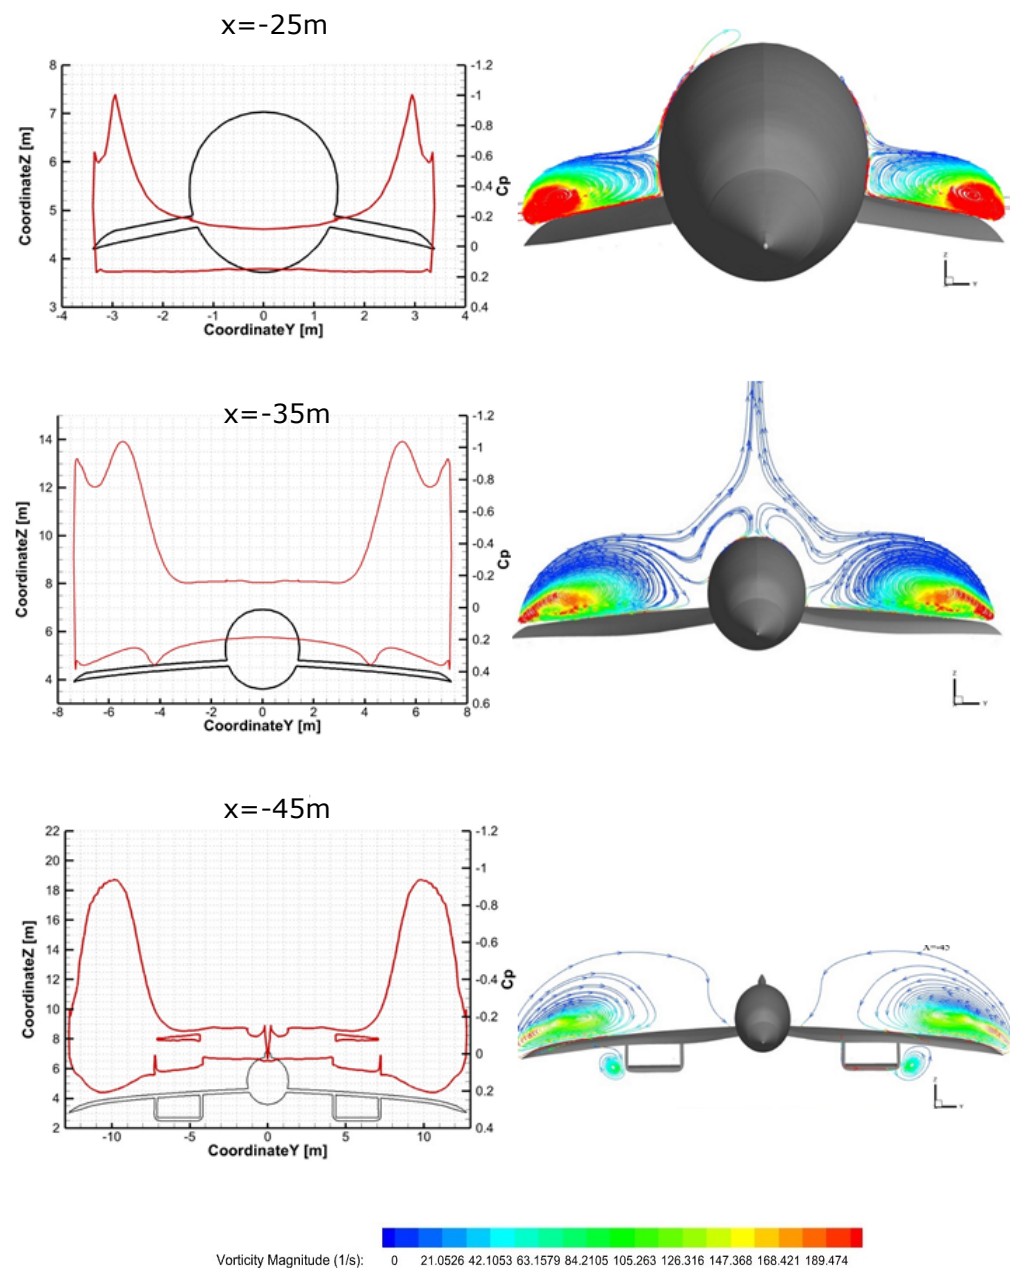 x=-25m
8
7
6
5
4
3
CoordinateZ [m]
-4 -3 -2 -1 0 1 2 3 4
CoordinateY [m]
-1.2
-1
-0.8
-0.6
-0.4
-0.2
0
0.2
0.4
Cp
Z
Y
x=-35m
14
12
10
8
6
4
CoordinateZ [m]
-8 -6 -4 -2 0 2 4 6 8
CoordinateY [m]
-1.2
-1
-0.8
-0.6
-0.4
-0.2
0
0.2
0.4
0.6
Cp
Z
Y
x=-45m
22
20
18
16
14
12
10
8
6
4
2
CoordinateZ [m]
-10 -5 0 5 10
CoordinateY [m]
-1.2
-1
-0.8
-0.6
-0.4
-0.2
0
0.2
0.4
Cp
X=-45
Z
Y
Vorticity Magnitude (1/s): 0 21.0526 42.1053 63.1579 84.2105 105.263 126.316 147.368 168.421 189.474